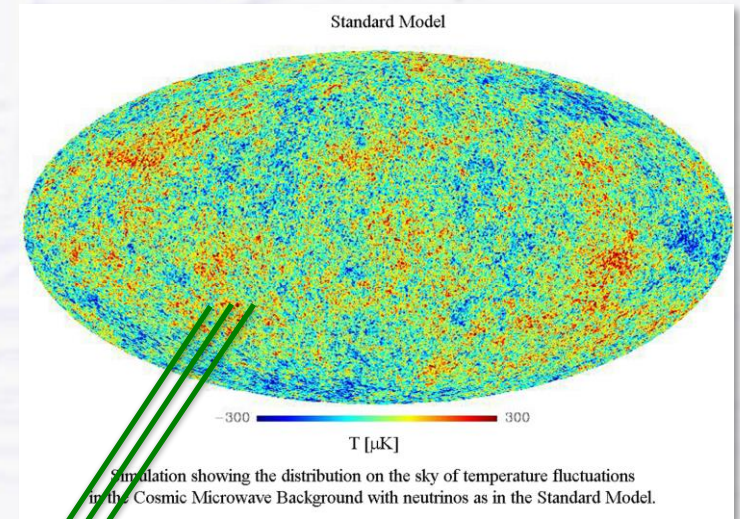 Standard Model
−300 300
T [μK]
Simulation showing the distribution on the sky of temperature fluctuations
in the Cosmic Microwave Background with neutrinos as in the Standard Model.